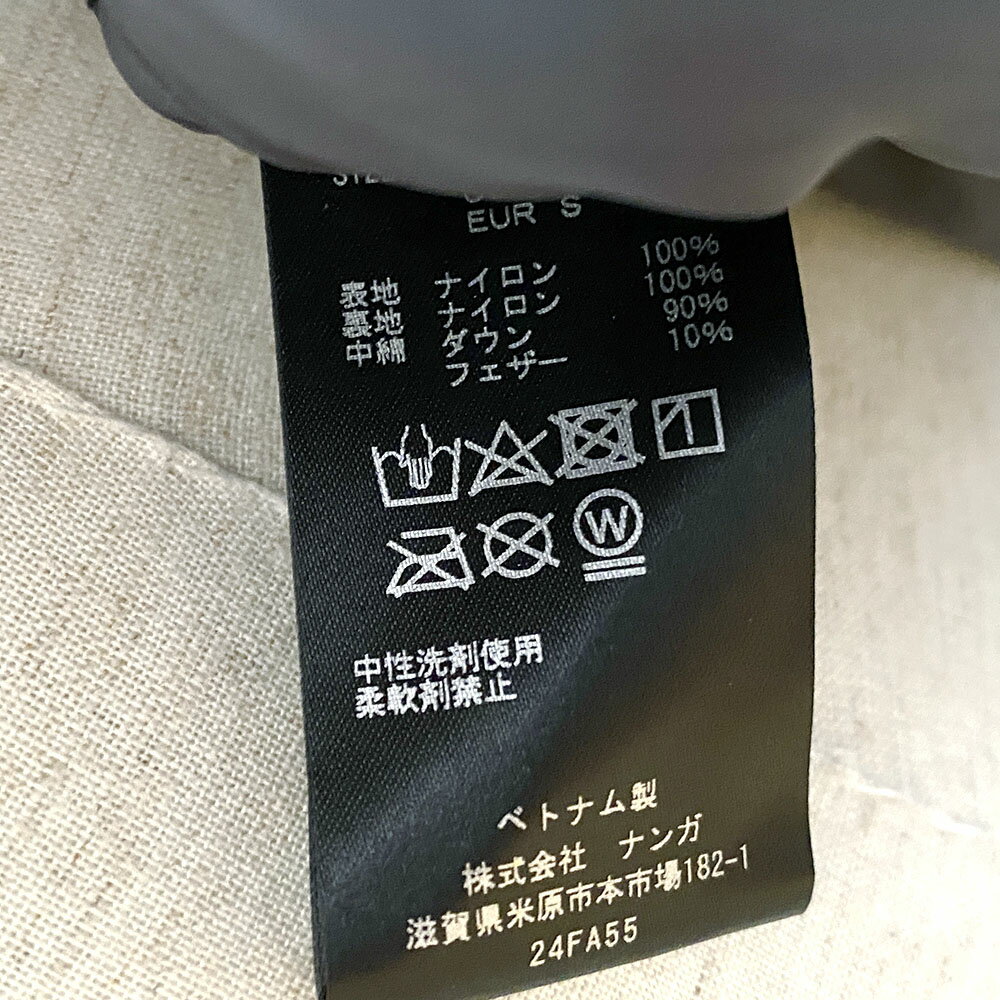 EUR S
表地 ナイロン 100%
裏地 ナイロン 100%
中綿 ダウン 90%
フェザー 10%
W
中性洗剤使用
柔軟剤禁止
ベトナム製
株式会社 ナンガ
滋賀県米原市本市場182-1
24FA55